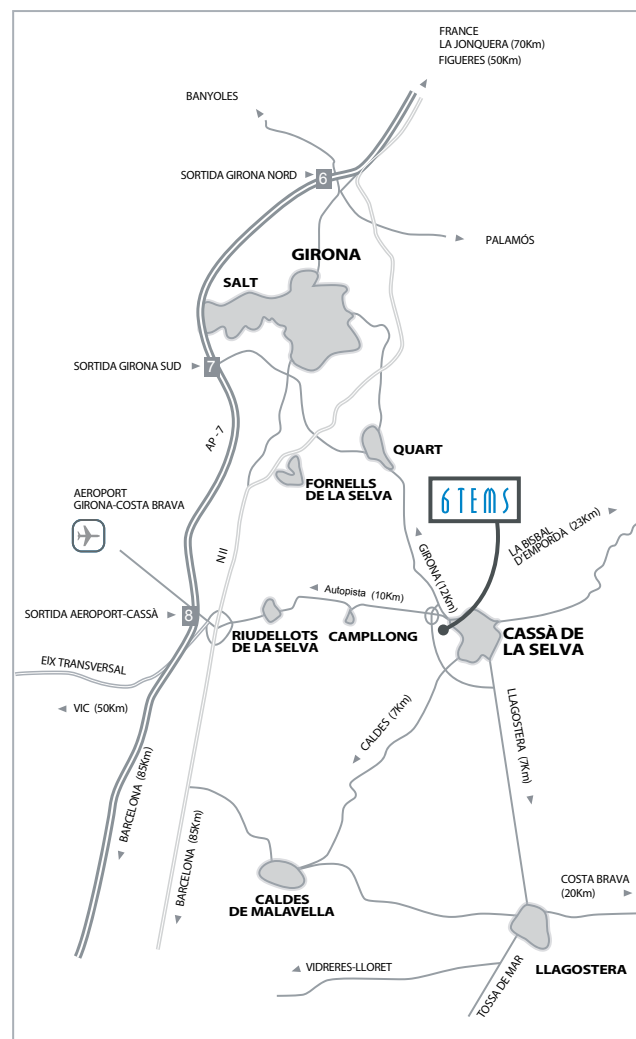 FRANCE
LA JONQUERA (70Km)
FIGUERES (50Km)
BANYOLES
SORTIDA GIRONA NORD
6
PALAMÓS
GIRONA
SALT
SORTIDA GIRONA SUD
7
AP - 7
QUART
FORNELLS
DE LA SELVA
6TEMS
AEROPORT
GIRONA-COSTA BRAVA
N II
GIRONA (12Km)
LA BISBAL
D'EMPORDÀ (23Km)
Autopista (10Km)
SORTIDA AEROPORT-CASSÀ
8
RIUDELLOTS
DE LA SELVA
CAMPLLONG
CASSÀ DE
LA SELVA
EIX TRANSVERSAL
VIC (50Km)
CALDES (7Km)
LLAGOSTERA (7Km)
BARCELONA (85Km)
BARCELONA (85Km)
CALDES
DE MALAVELLA
COSTA BRAVA
(20Km)
VIDRERES-LLORET
TOSSA DE MAR
LLAGOSTERA